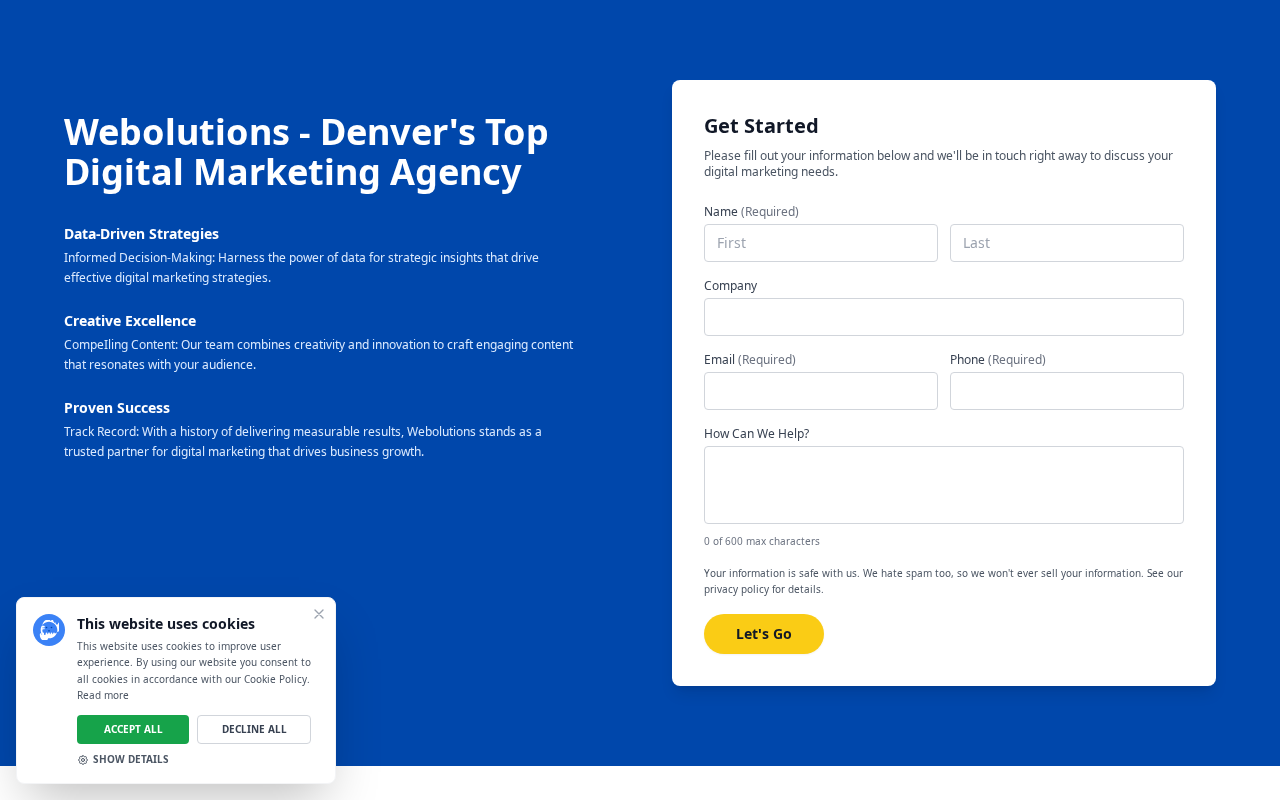 Webolutions - Denver's Top
Digital Marketing Agency
Data-Driven Strategies
Informed Decision-Making: Harness the power of data for strategic insights that drive
effective digital marketing strategies.
Creative Excellence
CompeIling Content: Our team combines creativity and innovation to craft engaging content
that resonates with your audience.
Proven Success
Track Record: With a history of delivering measurable results, Webolutions stands as a
trusted partner for digital marketing that drives business growth.
Get Started
Please fill out your information below and we'll be in touch right away to discuss your
digital marketing needs.
Name (Required)
First Last
Company
Email (Required) Phone (Required)
How Can We Help?
0 of 600 max characters
Your information is safe with us. We hate spam too, so we won't ever sell your information. See our
privacy policy for details.
Let's Go
This website uses cookies
This website uses cookies to improve user
experience. By using our website you consent to
all cookies in accordance with our Cookie Policy.
Read more
ACCEPT ALL DECLINE ALL
SHOW DETAILS